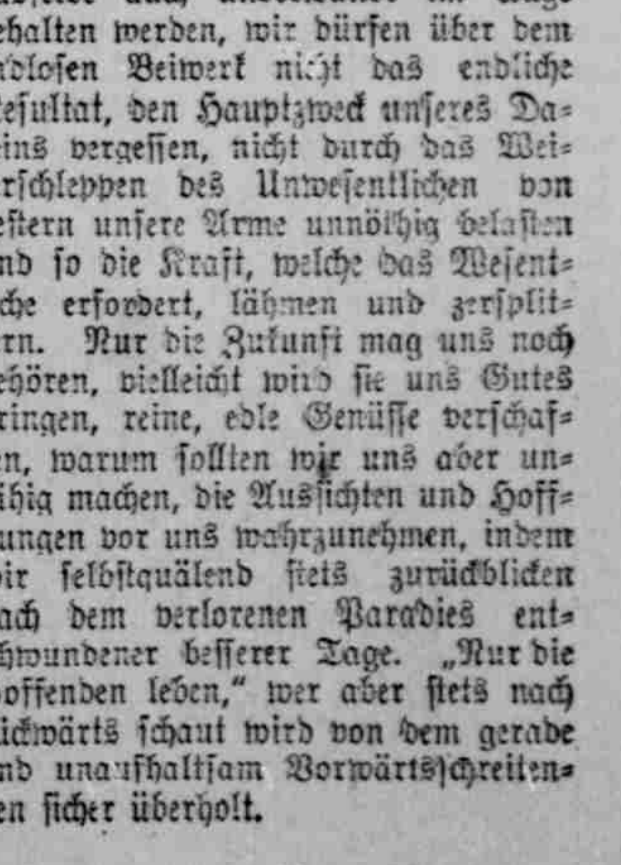 ehalten werden, wir dürfen über dem
dlosen Beiwerk nicht das endliche
esultat, den Hauptzweck unseres Da-
eins vergessen, nicht durch das Wei-
rschleppen des Unwesentlichen von
estern unsere Arme unnöthig belasten
nd so die Kraft, welche das Wesent-
che erfordert, lähmen und zersplit-
rn. Nur die Zukunft mag uns noch
ehören, vielleicht wird sie uns Gutes
ringen, reine, edle Genüsse verschaf-
en, warum sollten wir uns aber un-
ähig machen, die Aussichten und Hoff-
ungen vor uns wahrzunehmen, indem
ir selbstquälend stets zurückblicken
ach dem verlorenen Paradies ent-
hwundener besserer Tage. „Nur die
offenden leben,“ wer aber stets nach
ückwärts schaut wird von dem gerade
nd unaufhaltsam Vorwärtsschreiten-
en sicher überholt.